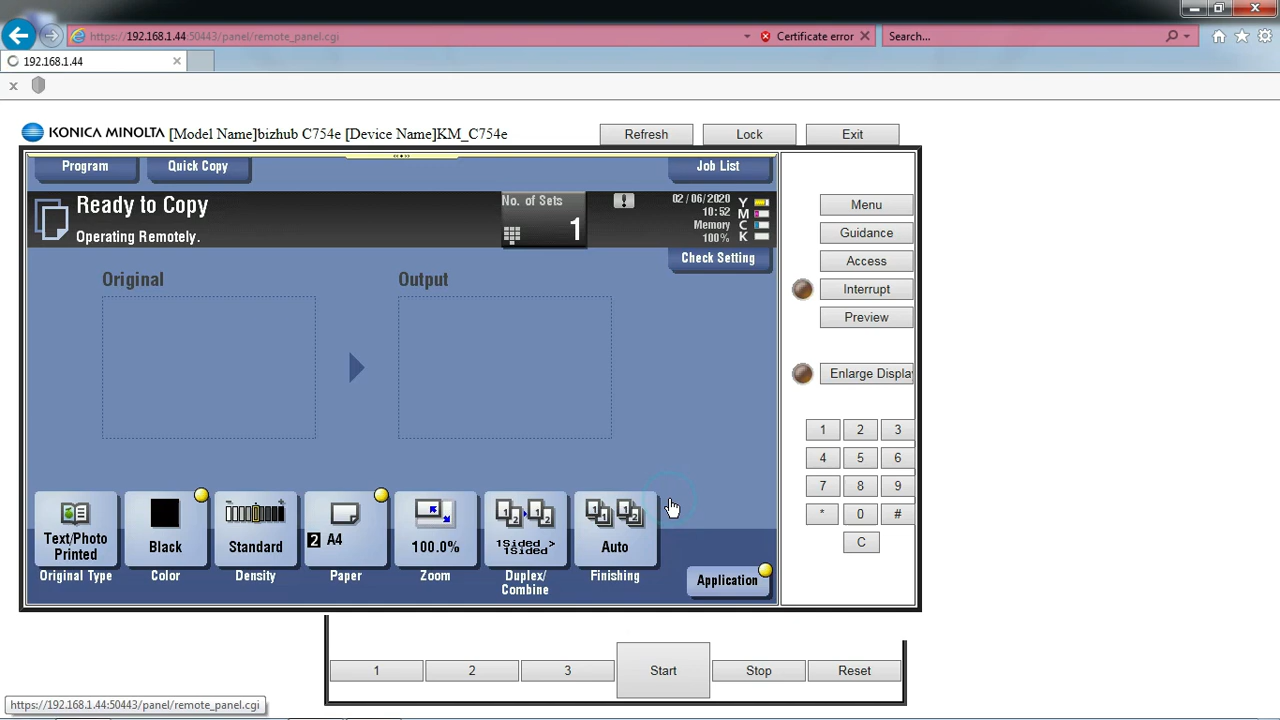 https://192.168.1.44:50443/panel/remote_panel.cgi
Certificate error
Search...
192.168.1.44
x
KONICA MINOLTA [Model Name]bizhub C754e [Device Name]KM_C754e
Refresh
Lock
Exit
Program
Quick Copy
Job List
Ready to Copy
Operating Remotely.
No. of Sets
1
02/06/2020
10:52
Memory
100%
Y
M
C
K
Check Setting
Original
Output
Text/Photo
Printed
Original Type
Black
Color
Standard
Density
2 A4
Paper
100.0%
Zoom
1Sided >
1Sided
Duplex/
Combine
Auto
Finishing
Application
Menu
Guidance
Access
Interrupt
Preview
Enlarge Displa
1 2 3
4 5 6
7 8 9
* 0 #
C
1
2
3
Start
Stop
Reset
https://192.168.1.44:50443/panel/remote_panel.cgi